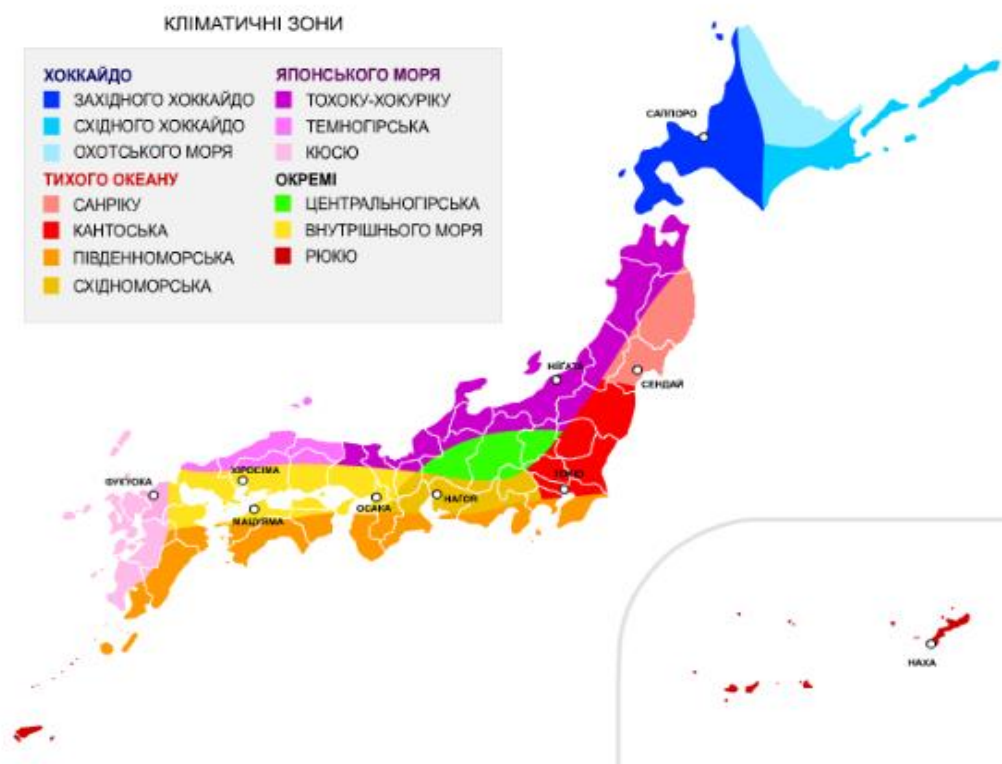 КЛІМАТИЧНІ ЗОНИ
ХОККАЙДО
ЗАХІДНОГО ХОККАЙДО
СХІДНОГО ХОККАЙДО
ОХОТСЬКОГО МОРЯ
ТИХОГО ОКЕАНУ
САНРІКУ
КАНТОСЬКА
ПІВДЕННОМОРСЬКА
СХІДНОМОРСЬКА
ЯПОНСЬКОГО МОРЯ
ТОХОКУ-ХОКУРІКУ
ТЕМНОГІРСЬКА
КЮСЮ
ОКРЕМІ
ЦЕНТРАЛЬНОГІРСЬКА
ВНУТРІШНЬОГО МОРЯ
РЮКЮ
САППОРО
НІЇГАТА
СЕНДАЙ
ТОКІО
ХІРОСІМА
ФУКУОКА
НАГОЯ
ОСАКА
МАЦУЯМА
НАХА